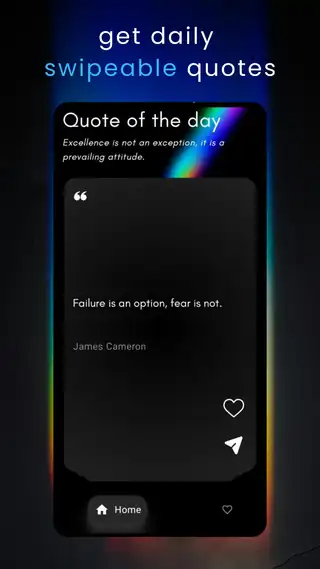 get daily
swipeable quotes
Quote of the day
Excellence is not an exception, it is a
prevailing attitude.
❝
Failure is an option, fear is not.
James Cameron
Home